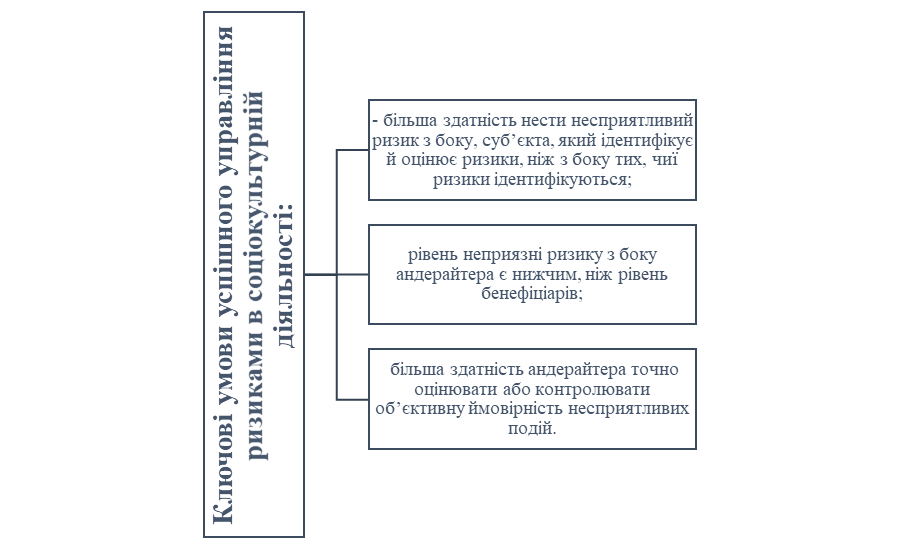 Ключові умови успішного управління
ризиками в соціокультурній
діяльності:
- більша здатність нести несприятливий
ризик з боку, суб’єкта, який ідентифікує
й оцінює ризики, ніж з боку тих, чиї
ризики ідентифікуються;
рівень неприязні ризику з боку
андерайтера є нижчим, ніж рівень
бенефіціарів;
більша здатність андерайтера точно
оцінювати або контролювати
об’єктивну ймовірність несприятливих
подій.